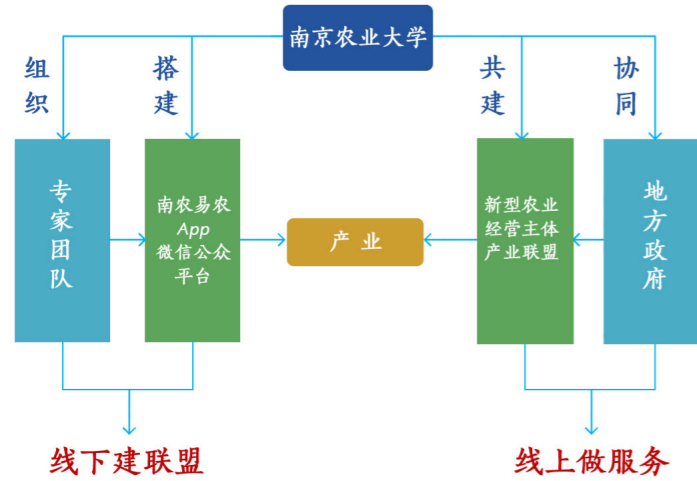 南京农业大学
组织
搭建
共建
协同
专家团队
南农易农
App
微信公众
平台
产业
新型农业
经营主体
产业联盟
地方政府
线下建联盟
线上做服务